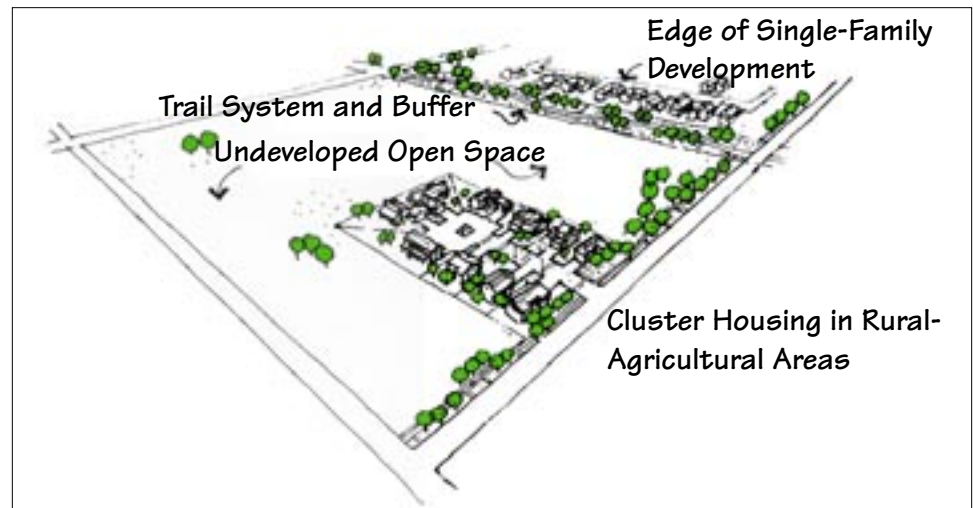 Edge of Single-Family
Development
Trail System and Buffer
Undeveloped Open Space
Cluster Housing in Rural-
Agricultural Areas